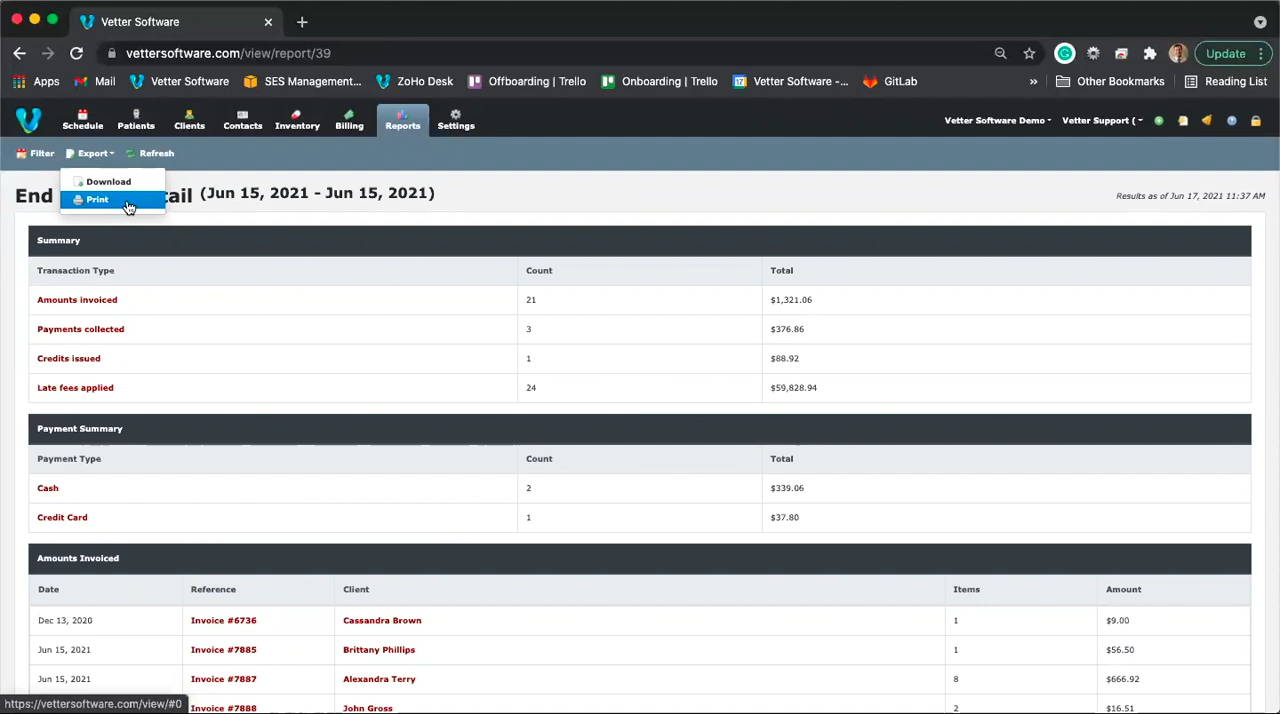 Vetter Software
vettersoftware.com/view/report/39
Update
Apps Mail Vetter Software SES Management... ZoHo Desk Offboarding | Trello Onboarding | Trello Vetter Software -... GitLab » Other Bookmarks Reading List
Schedule Patients Clients Contacts Inventory Billing Reports Settings Vetter Software Demo Vetter Support (
Filter Export Refresh
Download
Print
End ail (Jun 15, 2021 - Jun 15, 2021)
Results as of Jun 17, 2021 11:37 AM
Summary
Transaction Type Count Total
Amounts invoiced 21 $1,321.06
Payments collected 3 $376.86
Credits issued 1 $88.92
Late fees applied 24 $59,828.94
Payment Summary
Payment Type Count Total
Cash 2 $339.06
Credit Card 1 $37.80
Amounts Invoiced
Date Reference Client Items Amount
Dec 13, 2020 Invoice #6736 Cassandra Brown 1 $9.00
Jun 15, 2021 Invoice #7885 Brittany Phillips 1 $56.50
Jun 15, 2021 Invoice #7887 Alexandra Terry 8 $666.92
Invoice #7888 John Gross 2 $16.51
https://vettersoftware.com/view/#0